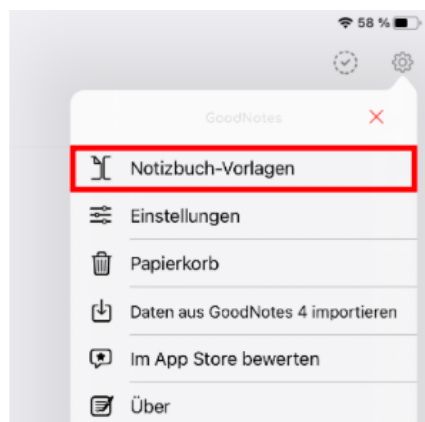 58 %
GoodNotes
Notizbuch-Vorlagen
Einstellungen
Papierkorb
Daten aus GoodNotes 4 importieren
Im App Store bewerten
Über